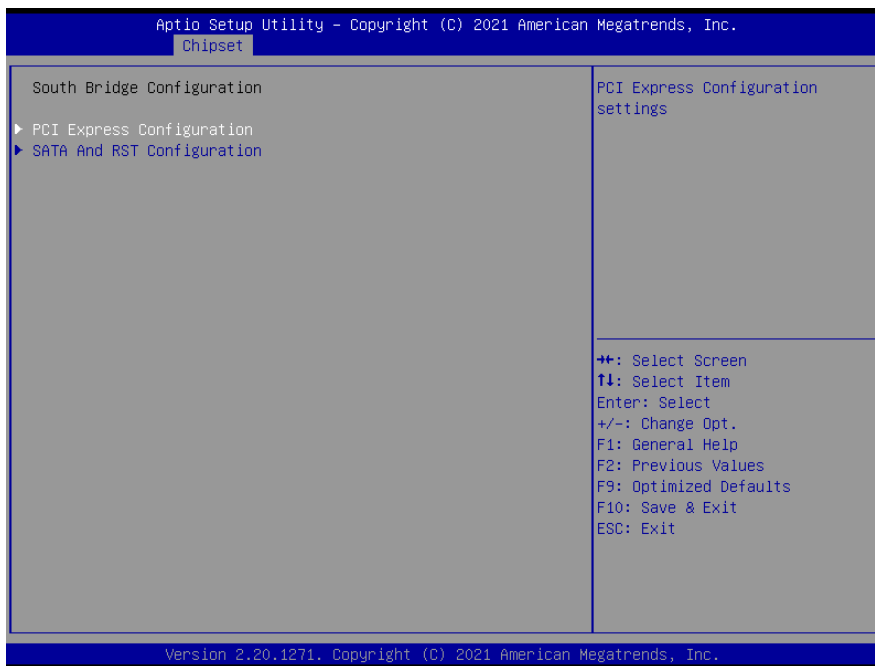 Aptio Setup Utility – Copyright (C) 2021 American Megatrends, Inc.
Chipset
South Bridge Configuration
PCI Express Configuration
SATA And RST Configuration
PCI Express Configuration
settings
→←: Select Screen
↑↓: Select Item
Enter: Select
+/-: Change Opt.
F1: General Help
F2: Previous Values
F9: Optimized Defaults
F10: Save & Exit
ESC: Exit
Version 2.20.1271. Copyright (C) 2021 American Megatrends, Inc.